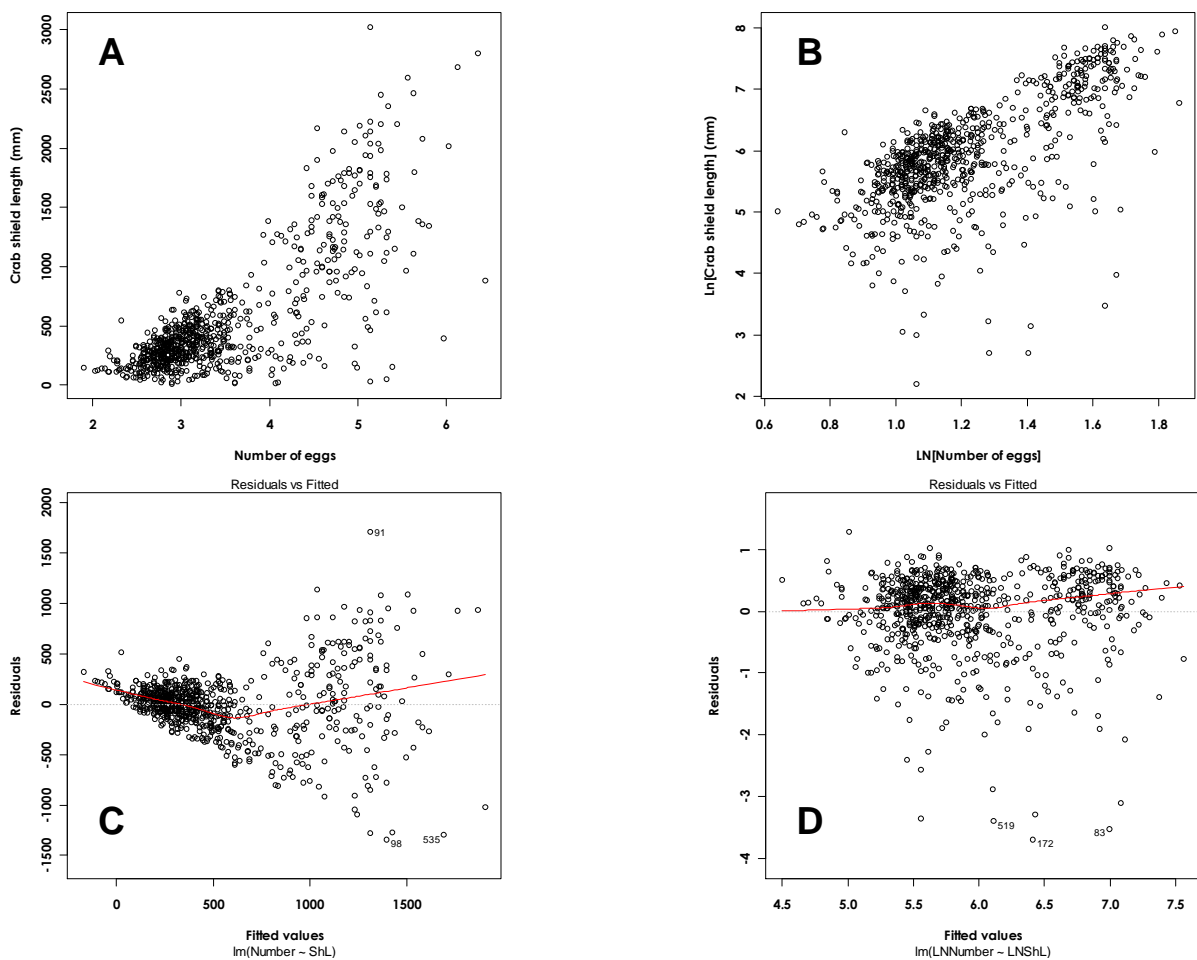 A
Crab shield length (mm)
3000
2500
2000
1500
1000
500
0
2 3 4 5 6
Number of eggs
B
Ln[Crab shield length] (mm)
8
7
6
5
4
3
2
0.6 0.8 1.0 1.2 1.4 1.6 1.8
LN[Number of eggs]
Residuals vs Fitted
C
Residuals
2000
1500
1000
500
0
-500
-1000
-1500
91
535
98
0 500 1000 1500
Fitted values
lm(Number ~ ShL)
Residuals vs Fitted
D
Residuals
1
0
-1
-2
-3
-4
519
83
172
4.5 5.0 5.5 6.0 6.5 7.0 7.5
Fitted values
lm(LNNumber ~ LNShL)